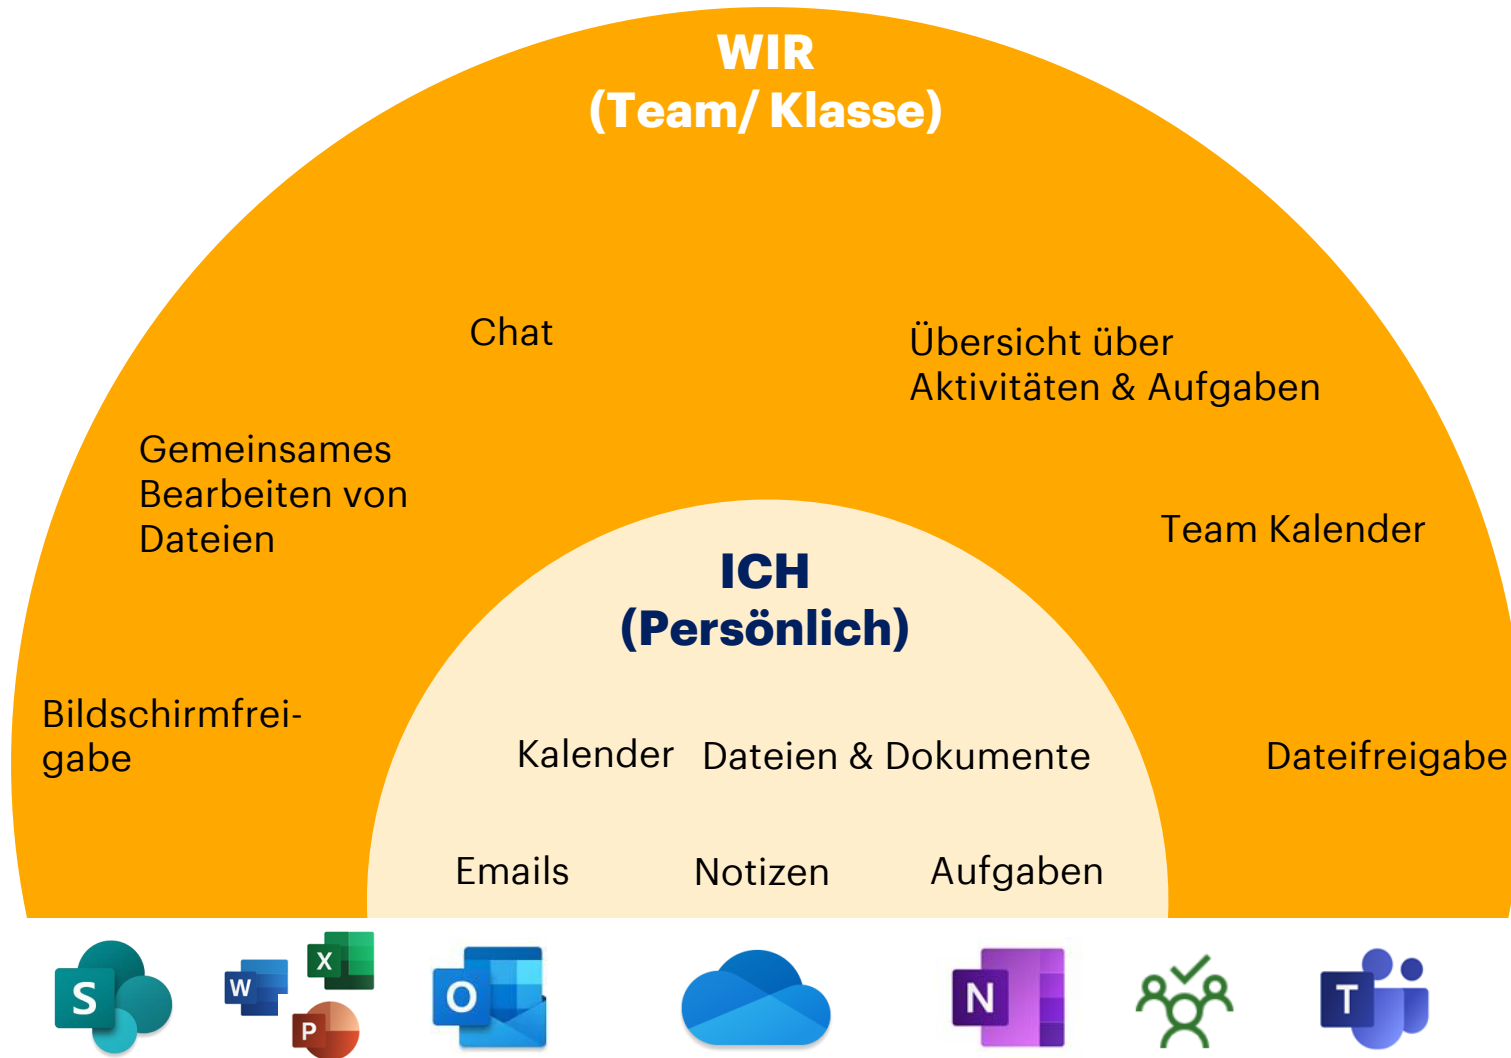 WIR
(Team/ Klasse)
Chat
Übersicht über
Aktivitäten & Aufgaben
Gemeinsames
Bearbeiten von
Dateien
Team Kalender
ICH
(Persönlich)
Bildschirmfrei-
gabe
Kalender
Dateien & Dokumente
Dateifreigabe
Emails
Notizen
Aufgaben
S
W
X
P
O
N
T